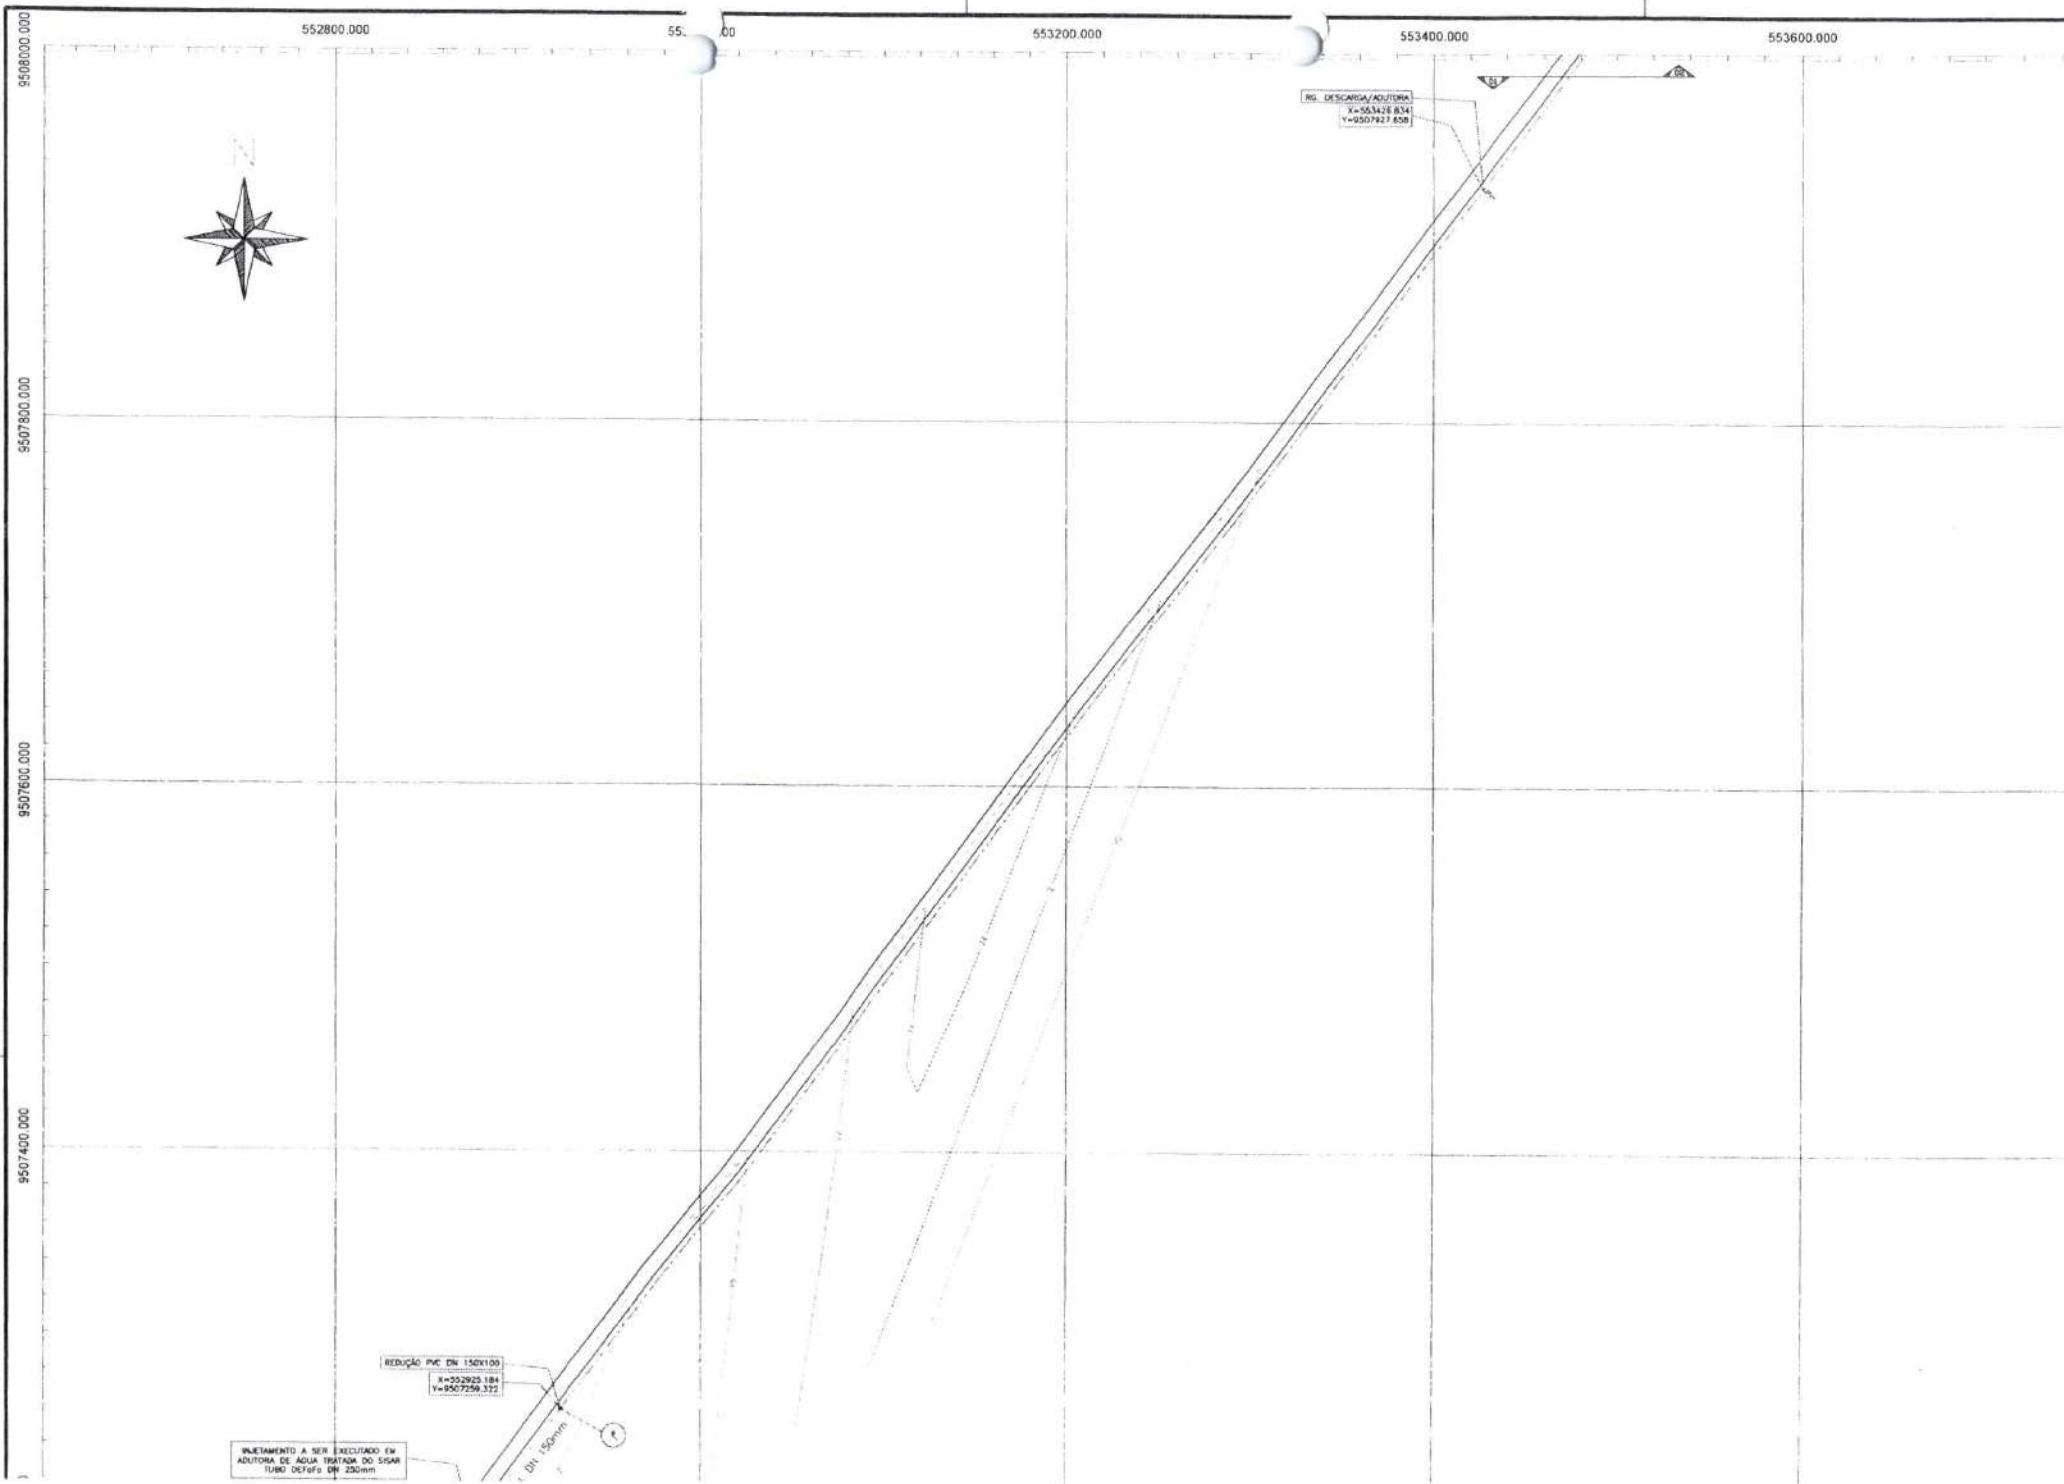 552800.000
553200.000
553400.000
553600.000
9508000.000
9507800.000
9507600.000
9507400.000
N
01
02
RG. DESCARGA/ADUTORA
X=553426.834
Y=9507927.658
REDUÇÃO PVC DN 150X100
X=552925.184
Y=9507259.322
INJETAMENTO A SER EXECUTADO EM
ADUTORA DE ÁGUA TRATADA DO SISAR
TUBO DEFoFo DN 250mm
DN 150mm